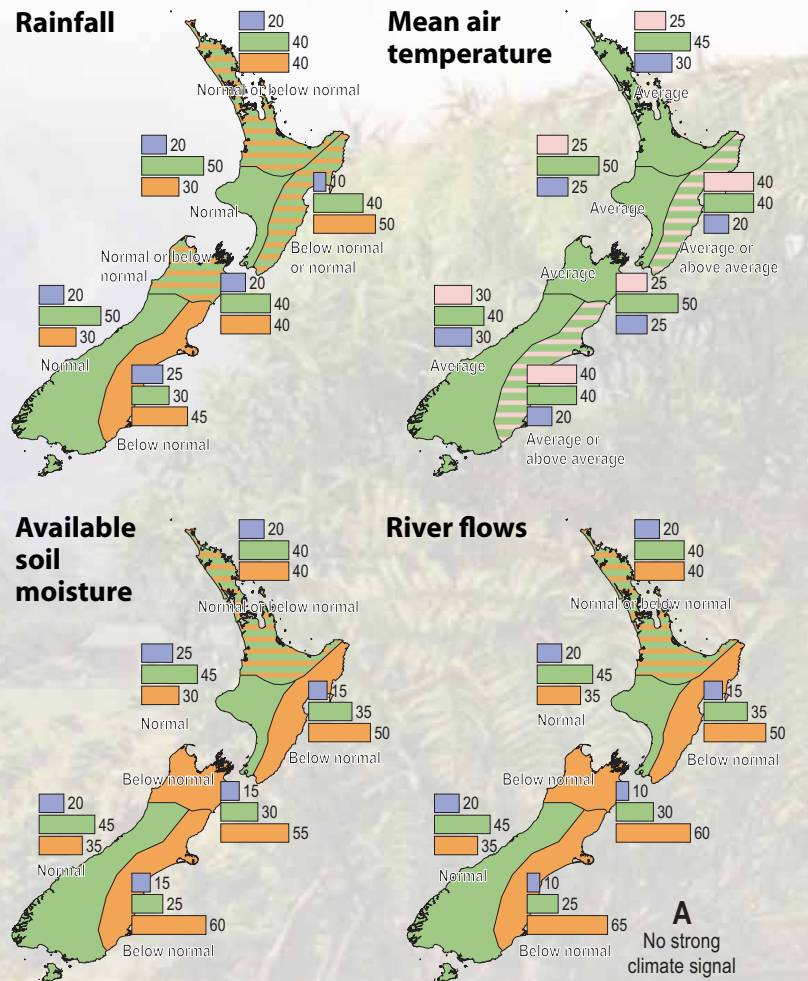 Rainfall
20
40
40
Normal or below normal
20
50
30
Normal
10
40
50
Below normal
or normal
Normal or below
normal
20
40
40
20
50
30
Normal
25
30
45
Below normal
Mean air
temperature
25
45
30
Average
25
50
25
Average
40
40
20
Average or
above average
Average
25
50
25
30
40
30
Average
40
40
20
Average or
above average
Available
soil
moisture
20
40
40
Normal or below normal
25
45
30
Normal
15
35
50
Below normal
Below normal
15
30
55
20
45
35
Normal
15
25
60
Below normal
River flows
20
40
40
Normal or below normal
20
45
35
Normal
15
35
50
Below normal
Below normal
10
30
60
20
45
35
Normal
10
25
65
Below normal
A
No strong
climate signal